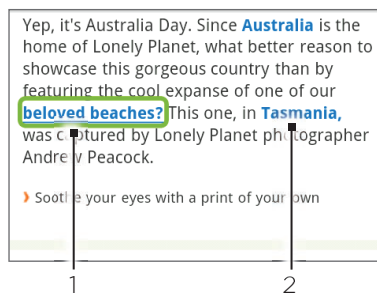 Yep, it's Australia Day. Since Australia is the
home of Lonely Planet, what better reason to
showcase this gorgeous country than by
featuring the cool expanse of one of our
beloved beaches? This one, in Tasmania,
was captured by Lonely Planet photographer
Andrew Peacock.
Soothe your eyes with a print of your own
1 2